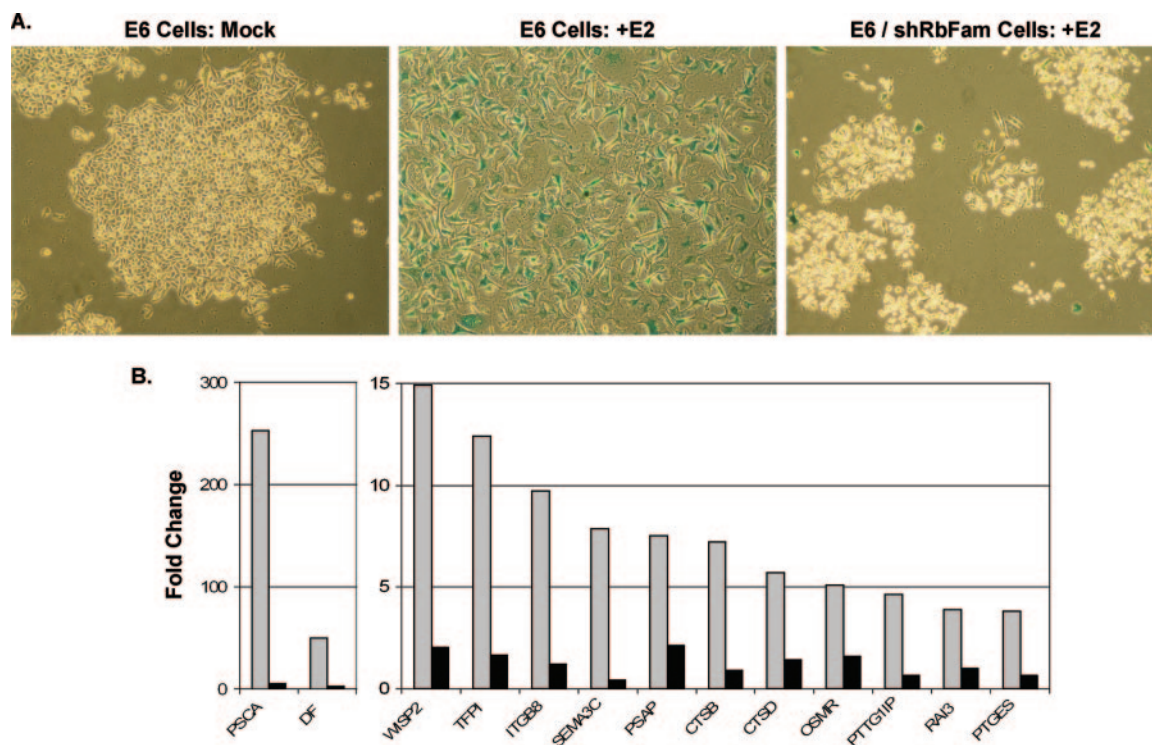 A.
E6 Cells: Mock
E6 Cells: +E2
E6 / shRbFam Cells: +E2
B.
Fold Change
300
200
100
0
15
10
5
0
PSCA
DF
WISP2
TFPI
ITGB8
SEMA3C
PSAP
CTSB
CTSD
OSMR
PTTG1IP
RAI3
PTGES